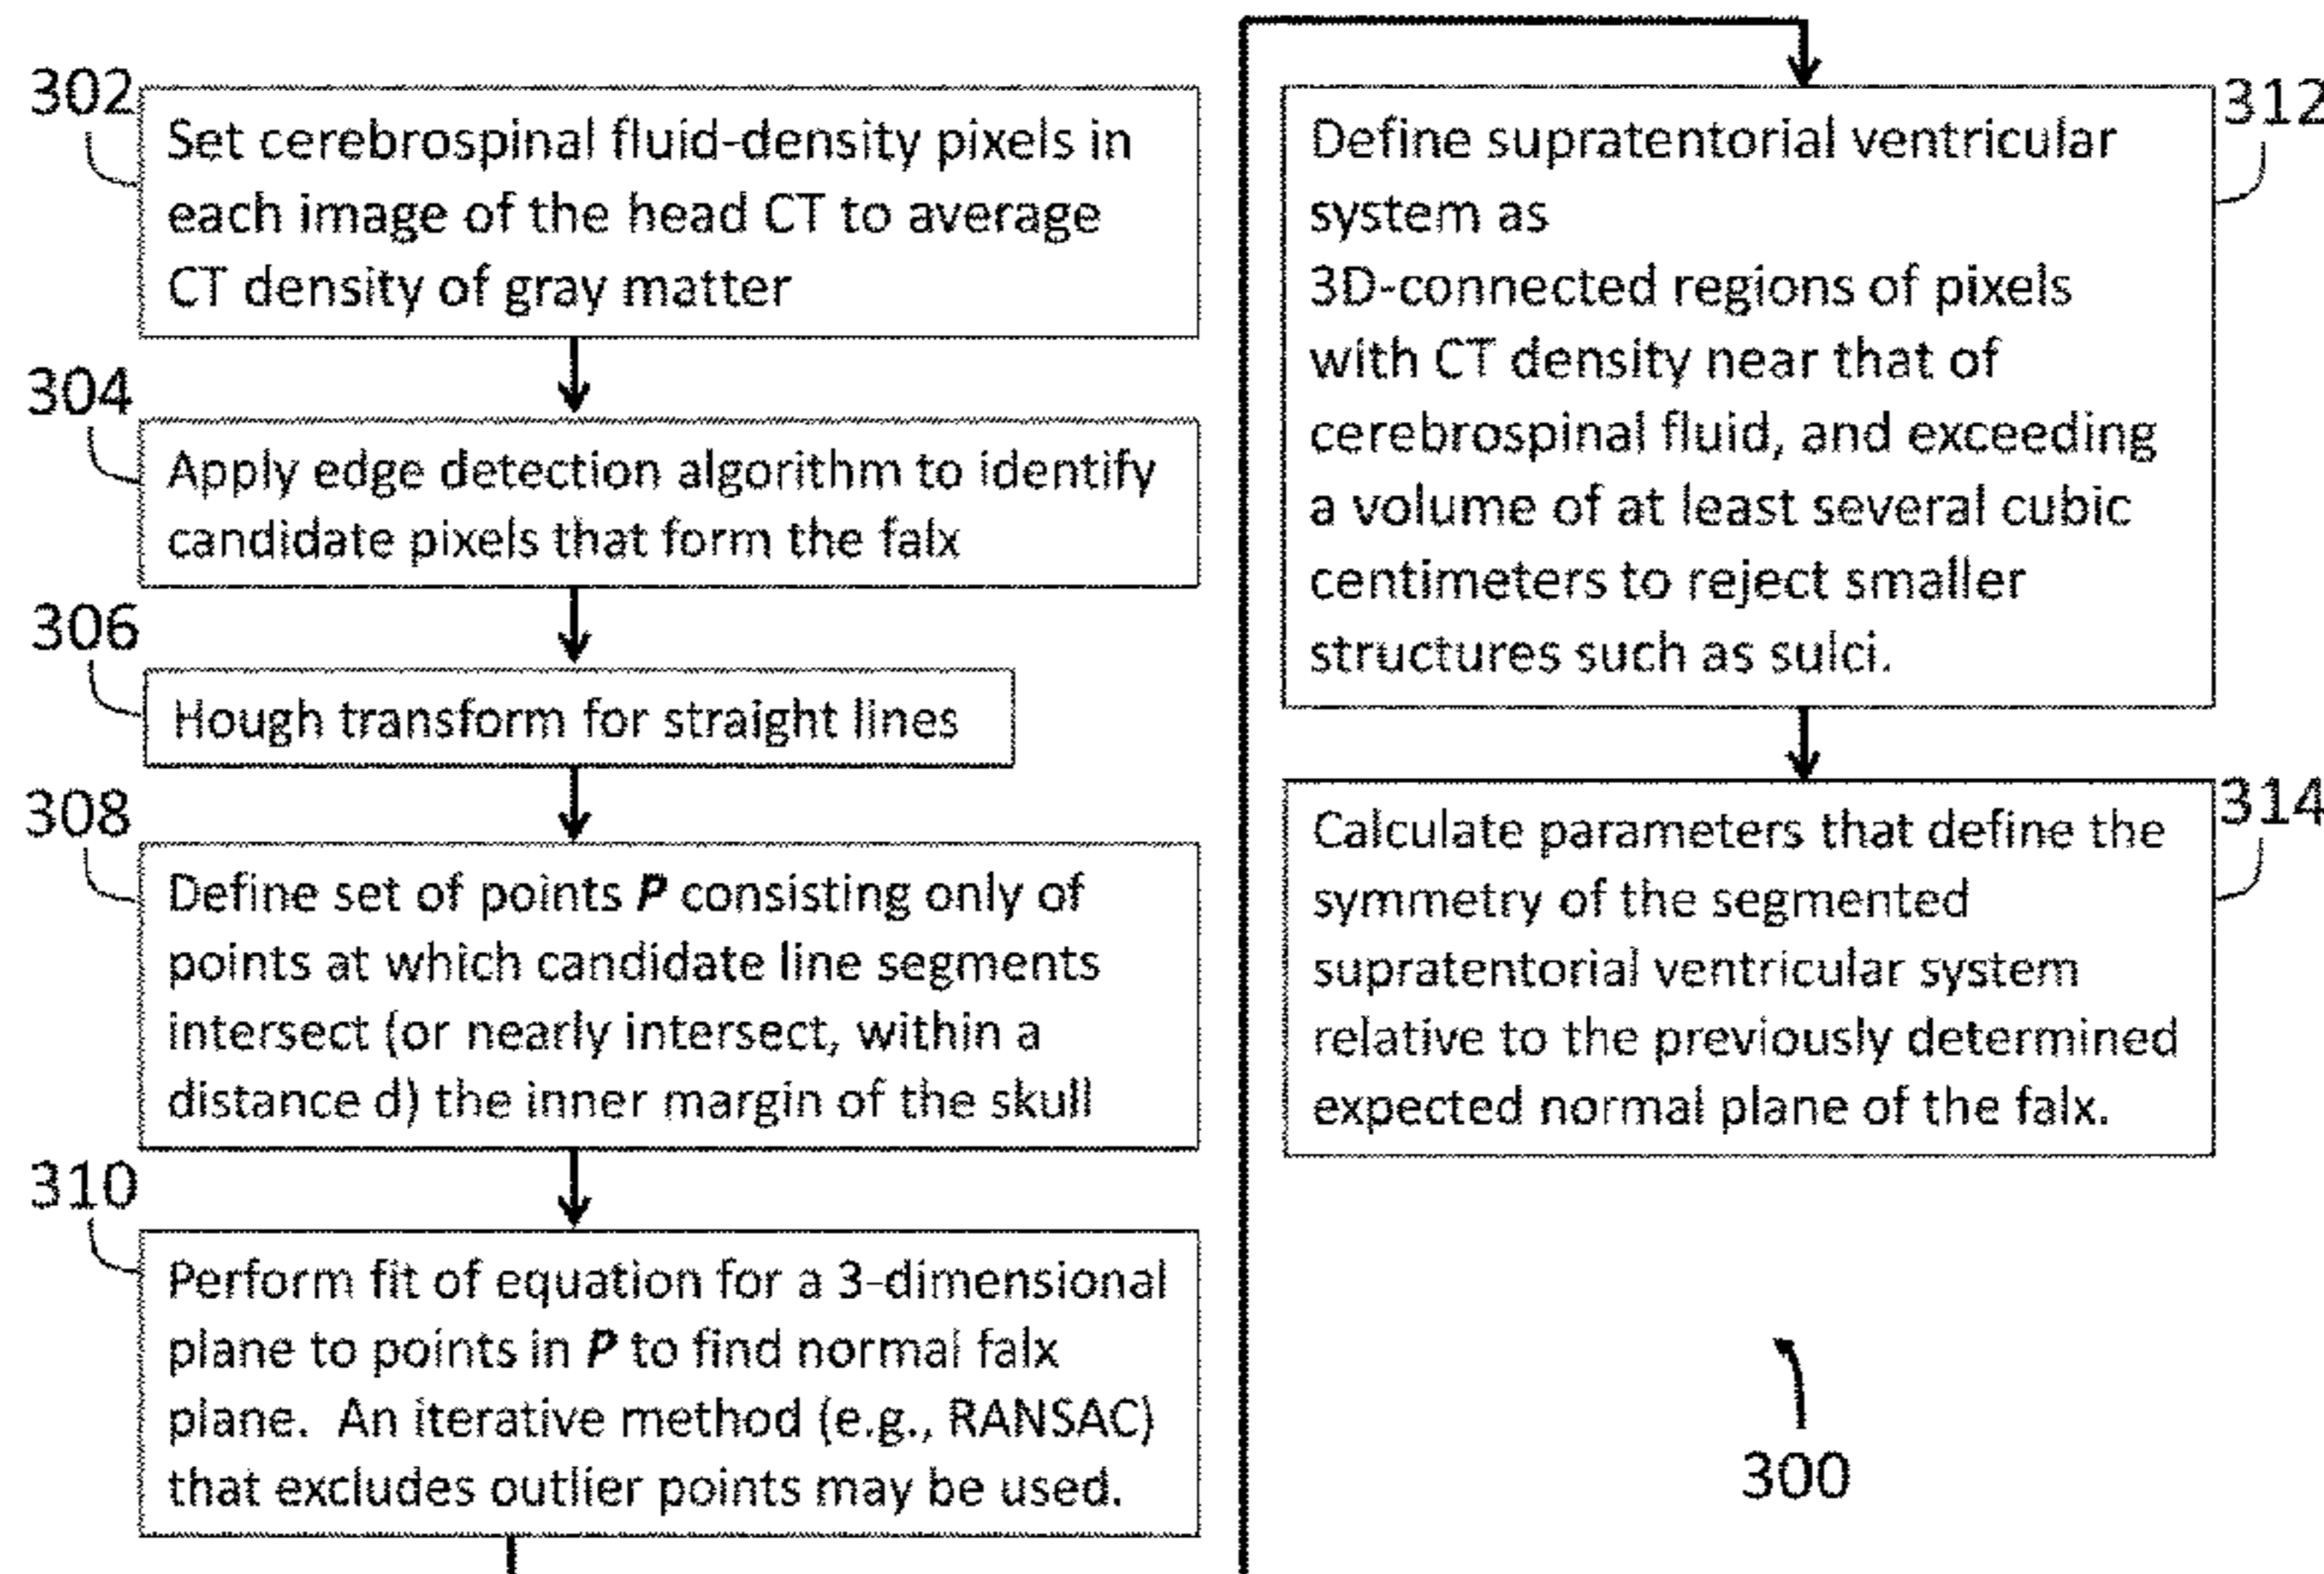 302
Set cerebrospinal fluid-density pixels in
each image of the head CT to average
CT density of gray matter
304
Apply edge detection algorithm to identify
candidate pixels that form the falx
306
Hough transform for straight lines
308
Define set of points P consisting only of
points at which candidate line segments
intersect (or nearly intersect, within a
distance d) the inner margin of the skull
310
Perform fit of equation for a 3-dimensional
plane to points in P to find normal falx
plane. An iterative method (e.g., RANSAC)
that excludes outlier points may be used.
312
Define supratentorial ventricular
system as
3D-connected regions of pixels
with CT density near that of
cerebrospinal fluid, and exceeding
a volume of at least several cubic
centimeters to reject smaller
structures such as sulci.
314
Calculate parameters that define the
symmetry of the segmented
supratentorial ventricular system
relative to the previously determined
expected normal plane of the falx.
300